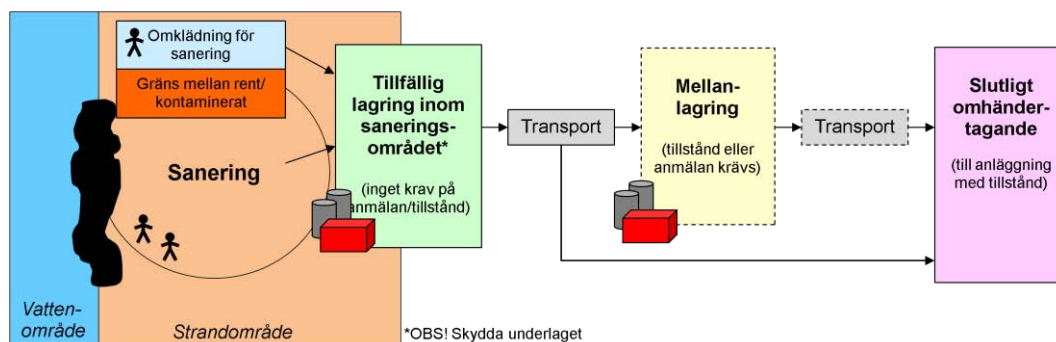 Omklädning för
sanering
Gräns mellan rent/
kontaminerat
Sanering
Vatten-
område
Strandområde
Tillfällig
lagring inom
sanerings-
området*
(inget krav på
anmälan/tillstånd)
*OBS! Skydda underlaget
Transport
Mellan-
lagring
(tillstånd eller
anmälan krävs)
Transport
Slutligt
omhänder-
tagande
(till anläggning
med tillstånd)